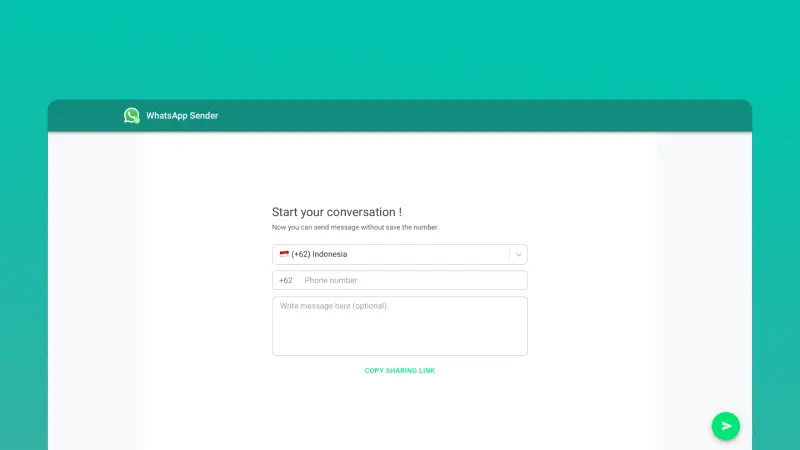 WhatsApp Sender
Start your conversation !
Now you can send message without save the number.
(+62) Indonesia
+62 Phone number
Write message here (optional)
COPY SHARING LINK